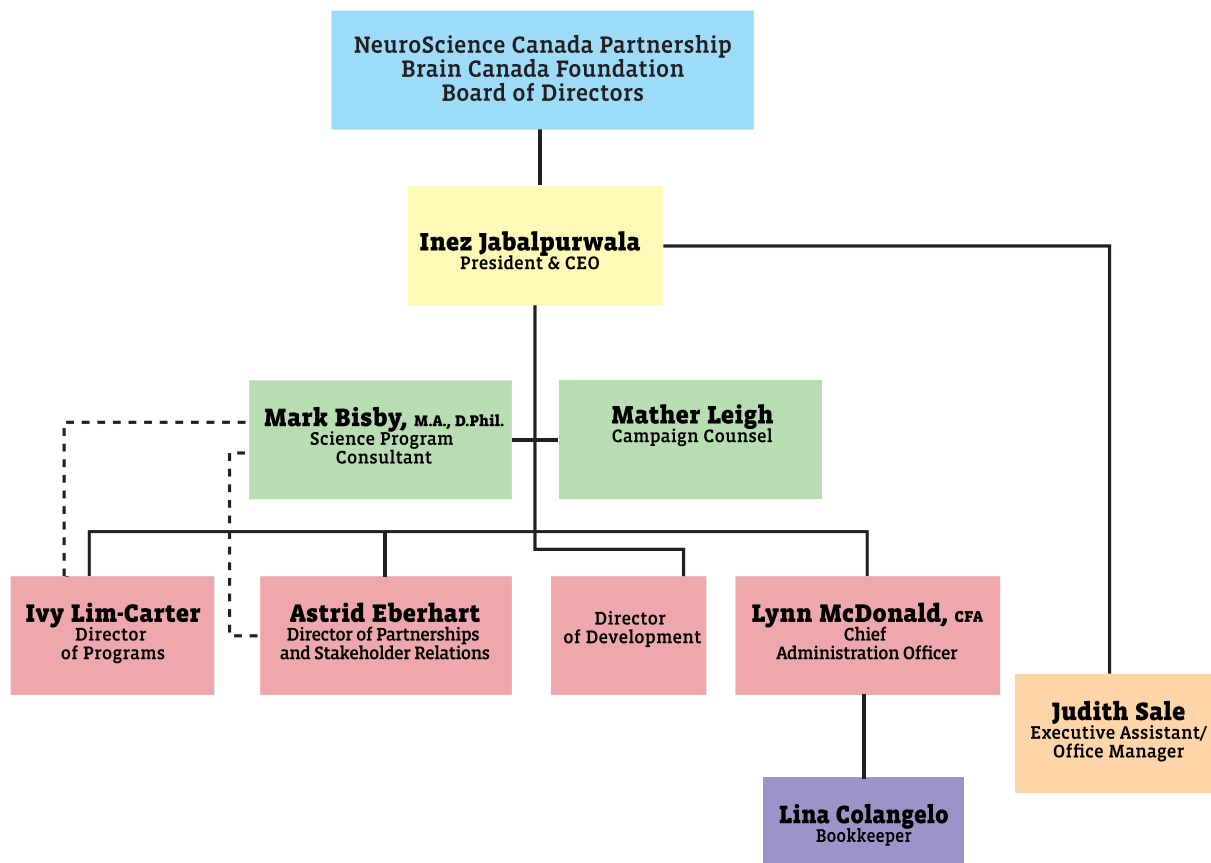 NeuroScience Canada Partnership
Brain Canada Foundation
Board of Directors
Inez Jabalpurwala
President & CEO
Mark Bisby, M.A., D.Phil.
Science Program
Consultant
Mather Leigh
Campaign Counsel
Ivy Lim-Carter
Director
of Programs
Astrid Eberhart
Director of Partnerships
and Stakeholder Relations
Director
of Development
Lynn McDonald, CFA
Chief
Administration Officer
Judith Sale
Executive Assistant/
Office Manager
Lina Colangelo
Bookkeeper